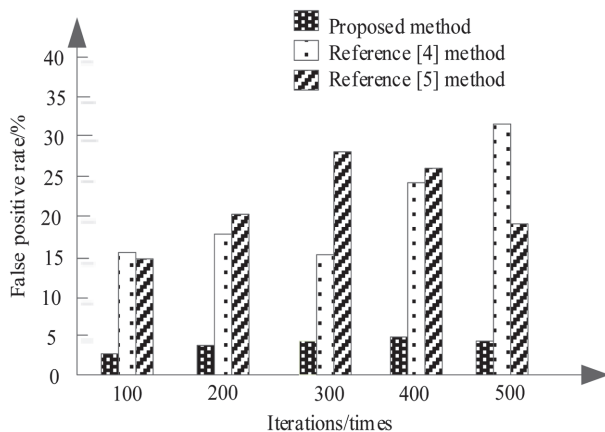 Proposed method
Reference [4] method
Reference [5] method
False positive rate/%
40
35
30
25
20
15
10
5
0
100
200
300
400
500
Iterations/times